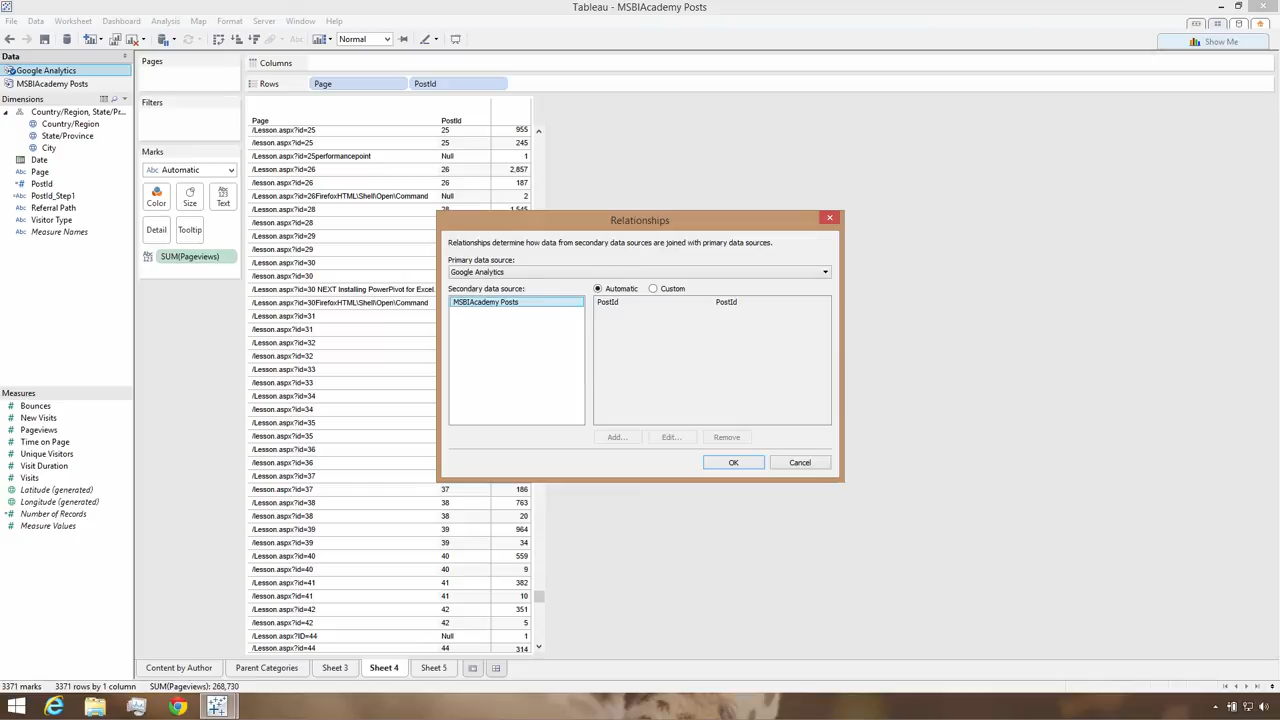 Tableau - MSBIAcademy Posts
File Data Worksheet Dashboard Analysis Map Format Server Window Help
Normal
Show Me
Data
Google Analytics
MSBIAcademy Posts
Dimensions
Country/Region, State/Pr...
Country/Region
State/Province
City
Date
Abc Page
PostId
PostId_Step1
Abc Referral Path
Abc Visitor Type
Abc Measure Names
Measures
# Bounces
# New Visits
# Pageviews
# Time on Page
# Unique Visitors
# Visit Duration
# Visits
Latitude (generated)
Longitude (generated)
Number of Records
# Measure Values
Pages
Filters
Marks
Abc Automatic
Color Size Text
Detail Tooltip
SUM(Pageviews)
Columns
Rows Page PostId
Page PostId
/Lesson.aspx?id=25 25 955
/lesson.aspx?id=25 25 245
/Lesson.aspx?id=25performancepoint Null 1
/Lesson.aspx?id=26 26 2,857
/lesson.aspx?id=26 26 187
/Lesson.aspx?id=26FirefoxHTML\Shell\Open\Command Null 2
/Lesson.aspx?id=28 28 1,545
/lesson.aspx?id=28
/Lesson.aspx?id=29
/lesson.aspx?id=29
/Lesson.aspx?id=30
/lesson.aspx?id=30
/Lesson.aspx?id=30 NEXT Installing PowerPivot for Excel.
/Lesson.aspx?id=30FirefoxHTML\Shell\Open\Command
/Lesson.aspx?id=31
/lesson.aspx?id=31
/Lesson.aspx?id=32
/lesson.aspx?id=32
/Lesson.aspx?id=33
/lesson.aspx?id=33
/Lesson.aspx?id=34
/lesson.aspx?id=34
/Lesson.aspx?id=35
/lesson.aspx?id=35
/Lesson.aspx?id=36
/lesson.aspx?id=36
/Lesson.aspx?id=37
/lesson.aspx?id=37 37 186
/Lesson.aspx?id=38 38 763
/lesson.aspx?id=38 38 20
/Lesson.aspx?id=39 39 964
/lesson.aspx?id=39 39 34
/Lesson.aspx?id=40 40 559
/lesson.aspx?id=40 40 9
/Lesson.aspx?id=41 41 382
/lesson.aspx?id=41 41 10
/Lesson.aspx?id=42 42 351
/lesson.aspx?id=42 42 5
/Lesson.aspx?ID=44 Null 1
/Lesson.aspx?id=44 44 314
Relationships
Relationships determine how data from secondary data sources are joined with primary data sources.
Primary data source:
Google Analytics
Secondary data source: Automatic Custom
MSBIAcademy Posts PostId PostId
Add... Edit... Remove
OK Cancel
Content by Author Parent Categories Sheet 3 Sheet 4 Sheet 5
3371 marks 3371 rows by 1 column SUM(Pageviews): 268,730